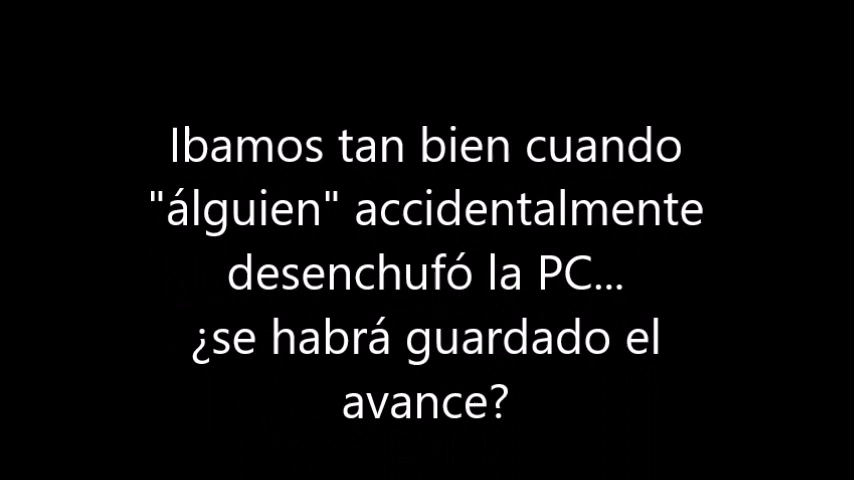 Ibamos tan bien cuando
"álguien" accidentalmente
desenchufó la PC...
¿se habrá guardado el
avance?